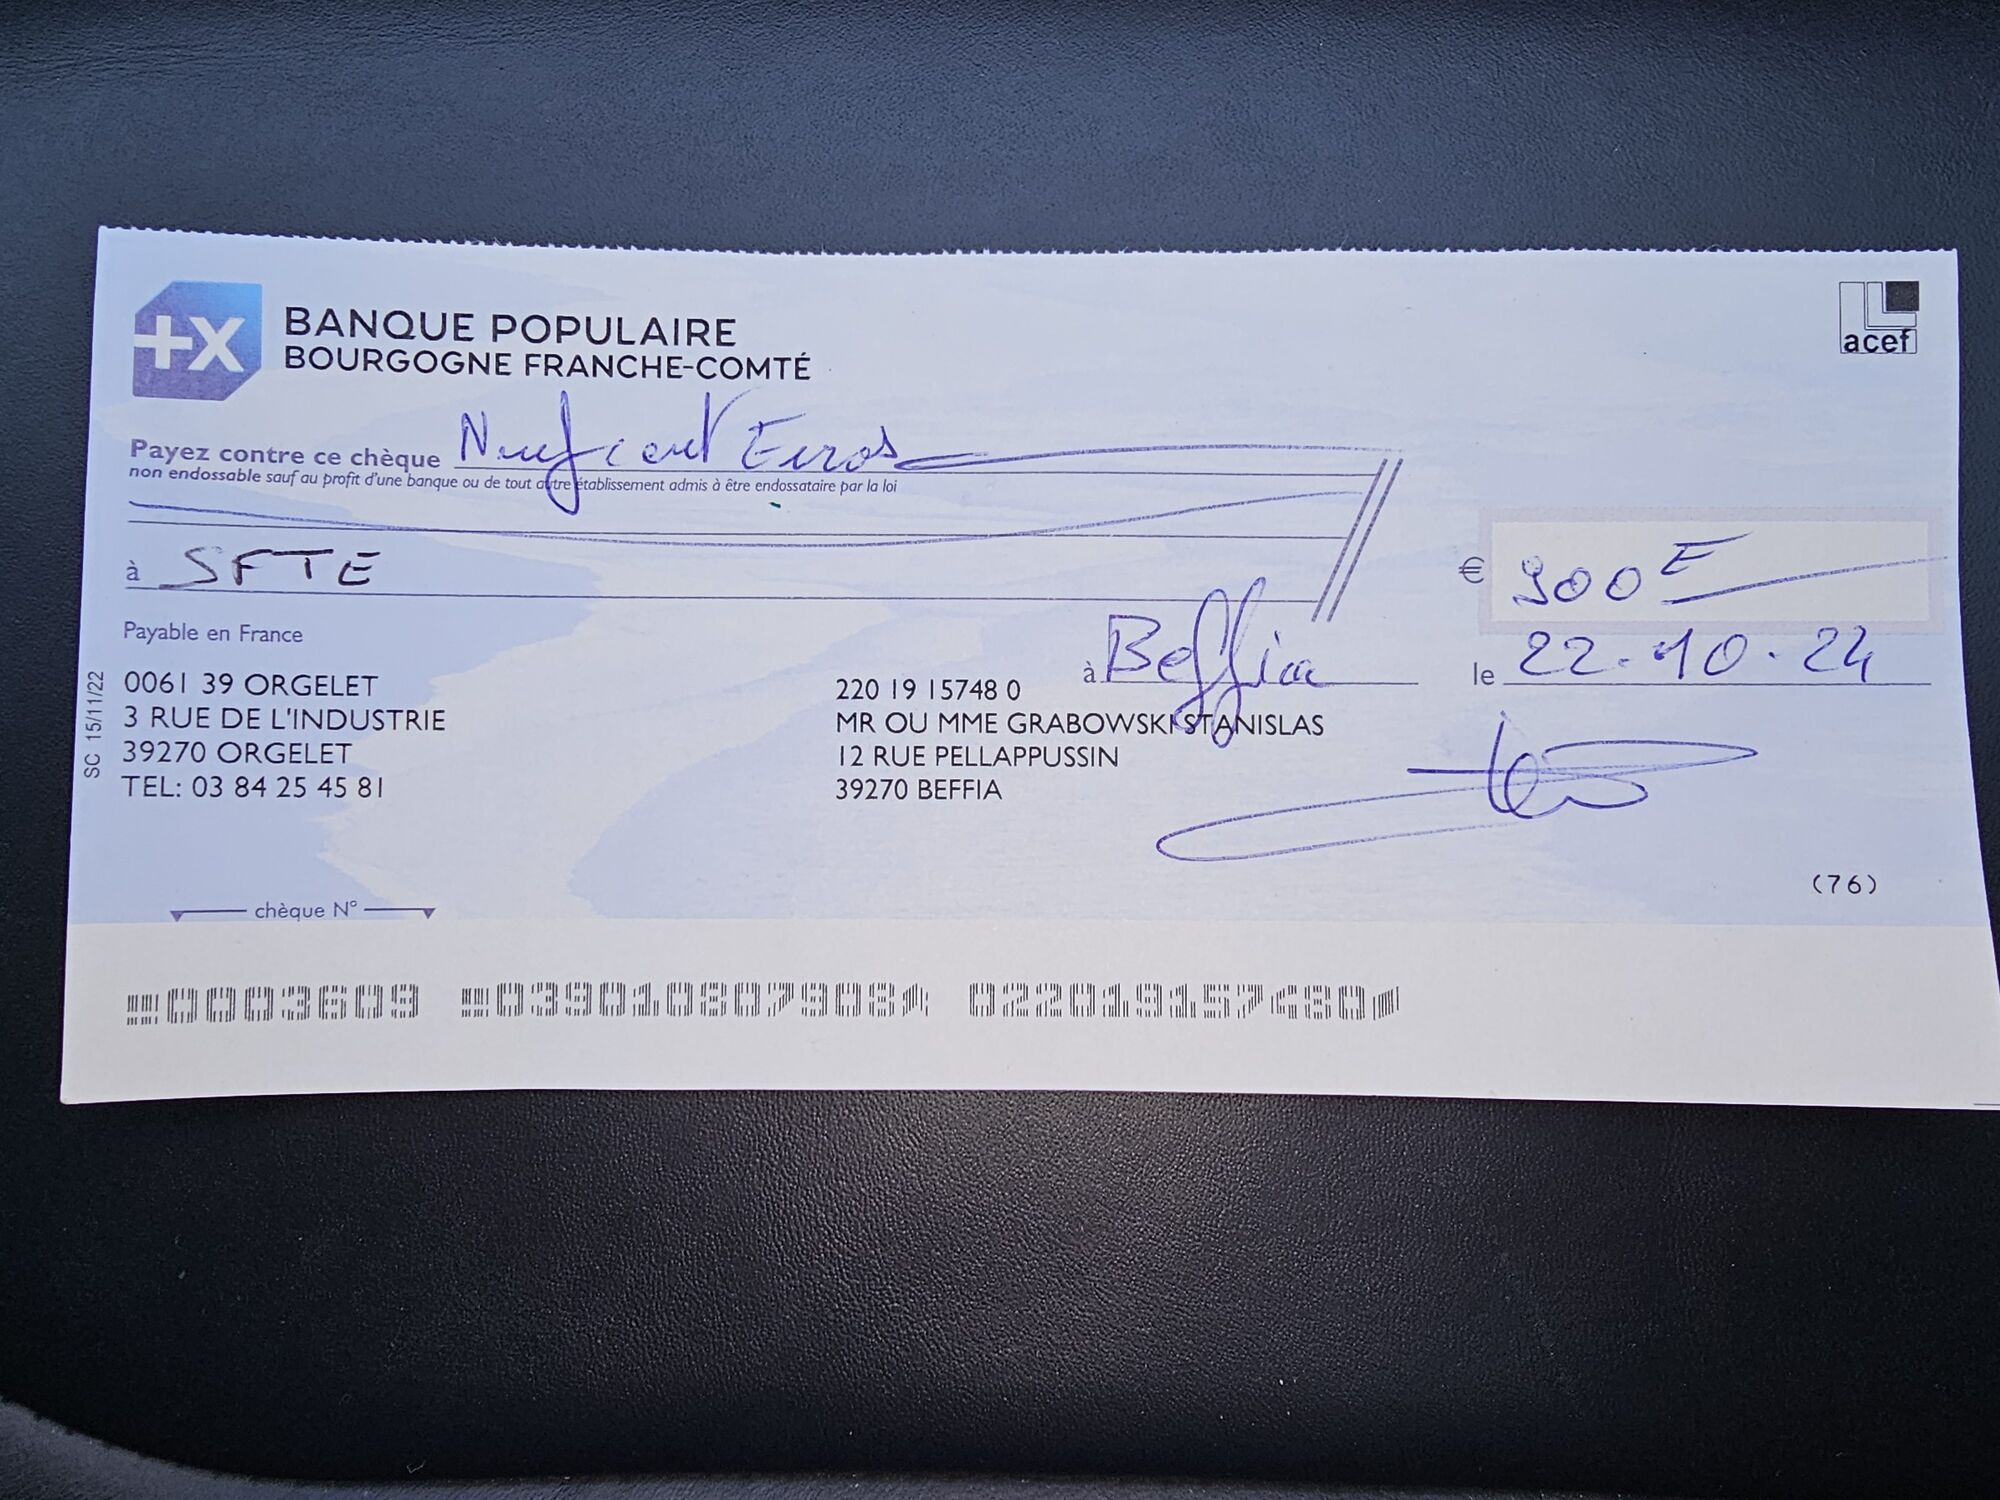 +X
BANQUE POPULAIRE
BOURGOGNE FRANCHE-COMTÉ
acef
Payez contre ce chèque Neuf cent Euros
non endossable sauf au profit d'une banque ou de tout autre établissement admis à être endossataire par la loi
à SFTE
€ 900 E
Payable en France
à Beffia
le 22.10.24
SC 15/11/22
0061 39 ORGELET
3 RUE DE L'INDUSTRIE
39270 ORGELET
TEL: 03 84 25 45 81
220 19 15748 0
MR OU MME GRABOWSKI STANISLAS
12 RUE PELLAPPUSSIN
39270 BEFFIA
(76)
chèque N°
0003609 039010807908 022019157480